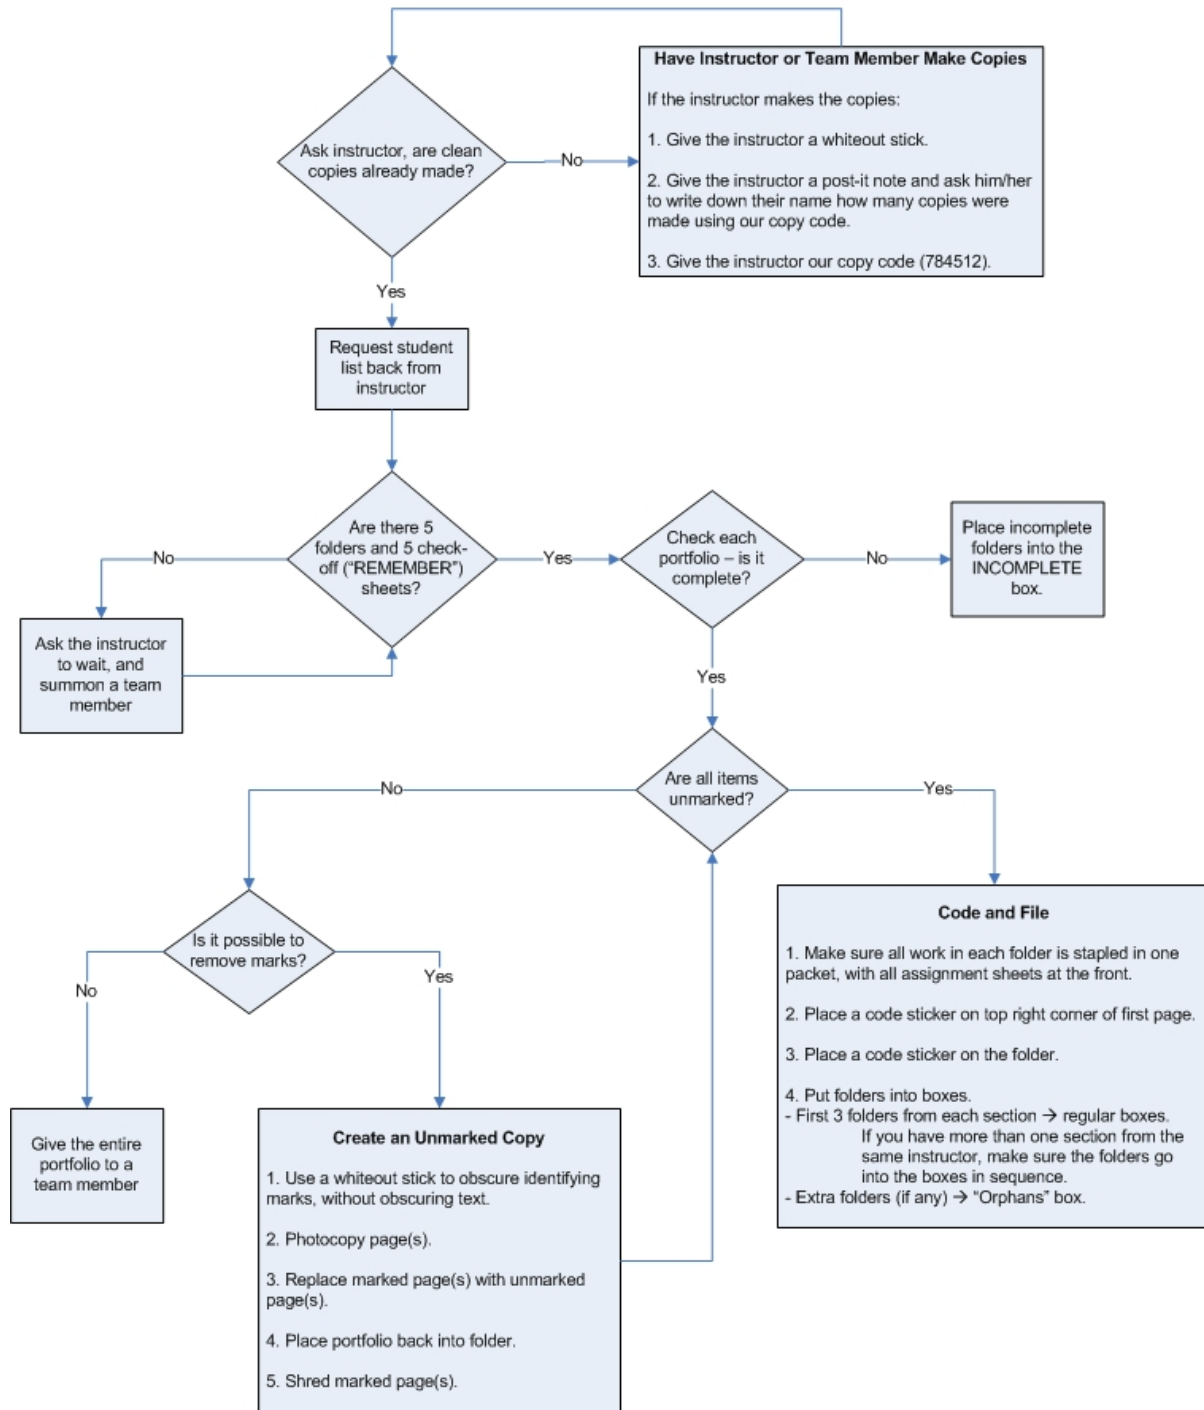 Have Instructor or Team Member Make Copies
If the instructor makes the copies:
1. Give the instructor a whiteout stick.
2. Give the instructor a post-it note and ask him/her
to write down their name how many copies were
made using our copy code.
3. Give the instructor our copy code (784512).
Ask instructor, are clean
copies already made?
No
Yes
Request student
list back from
instructor
Are there 5
folders and 5 check-
off (“REMEMBER”)
sheets?
No
Yes
Ask the instructor
to wait, and
summon a team
member
Check each
portfolio – is it
complete?
No
Place incomplete
folders into the
INCOMPLETE
box.
Yes
Are all items
unmarked?
No
Yes
Is it possible to
remove marks?
No
Yes
Give the entire
portfolio to a
team member
Create an Unmarked Copy
1. Use a whiteout stick to obscure identifying
marks, without obscuring text.
2. Photocopy page(s).
3. Replace marked page(s) with unmarked
page(s).
4. Place portfolio back into folder.
5. Shred marked page(s).
Code and File
1. Make sure all work in each folder is stapled in one
packet, with all assignment sheets at the front.
2. Place a code sticker on top right corner of first page.
3. Place a code sticker on the folder.
4. Put folders into boxes.
- First 3 folders from each section → regular boxes.
If you have more than one section from the
same instructor, make sure the folders go
into the boxes in sequence.
- Extra folders (if any) → “Orphans” box.